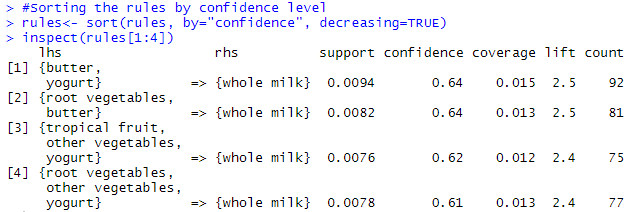 > #Sorting the rules by confidence level
> rules<- sort(rules, by="confidence", decreasing=TRUE)
> inspect(rules[1:4])
    lhs                    rhs          support confidence coverage lift count
[1] {butter,
     yogurt}            => {whole milk}  0.0094       0.64    0.015  2.5    92
[2] {root vegetables,
     butter}            => {whole milk}  0.0082       0.64    0.013  2.5    81
[3] {tropical fruit,
     other vegetables,
     yogurt}            => {whole milk}  0.0076       0.62    0.012  2.4    75
[4] {root vegetables,
     other vegetables,
     yogurt}            => {whole milk}  0.0078       0.61    0.013  2.4    77